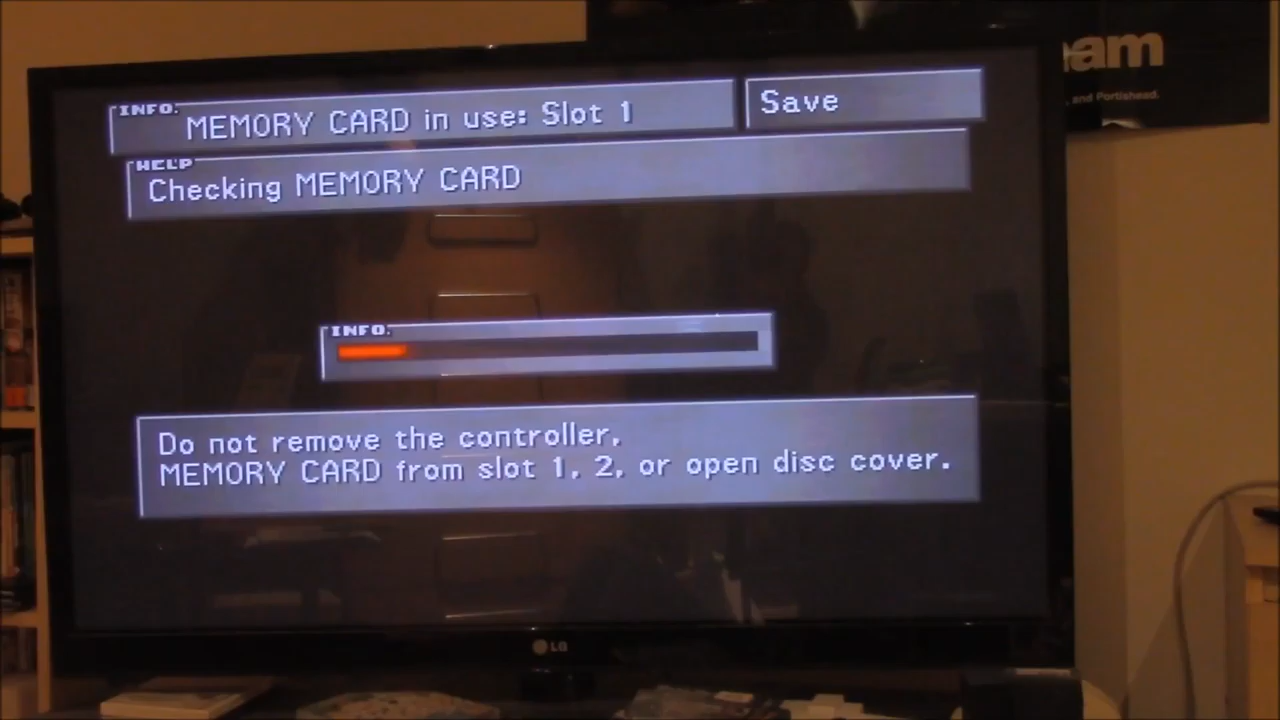 INFO.
MEMORY CARD in use: Slot 1
Save
HELP
Checking MEMORY CARD
INFO.
Do not remove the controller,
MEMORY CARD from slot 1, 2, or open disc cover.
LG
am
, and Portishead.